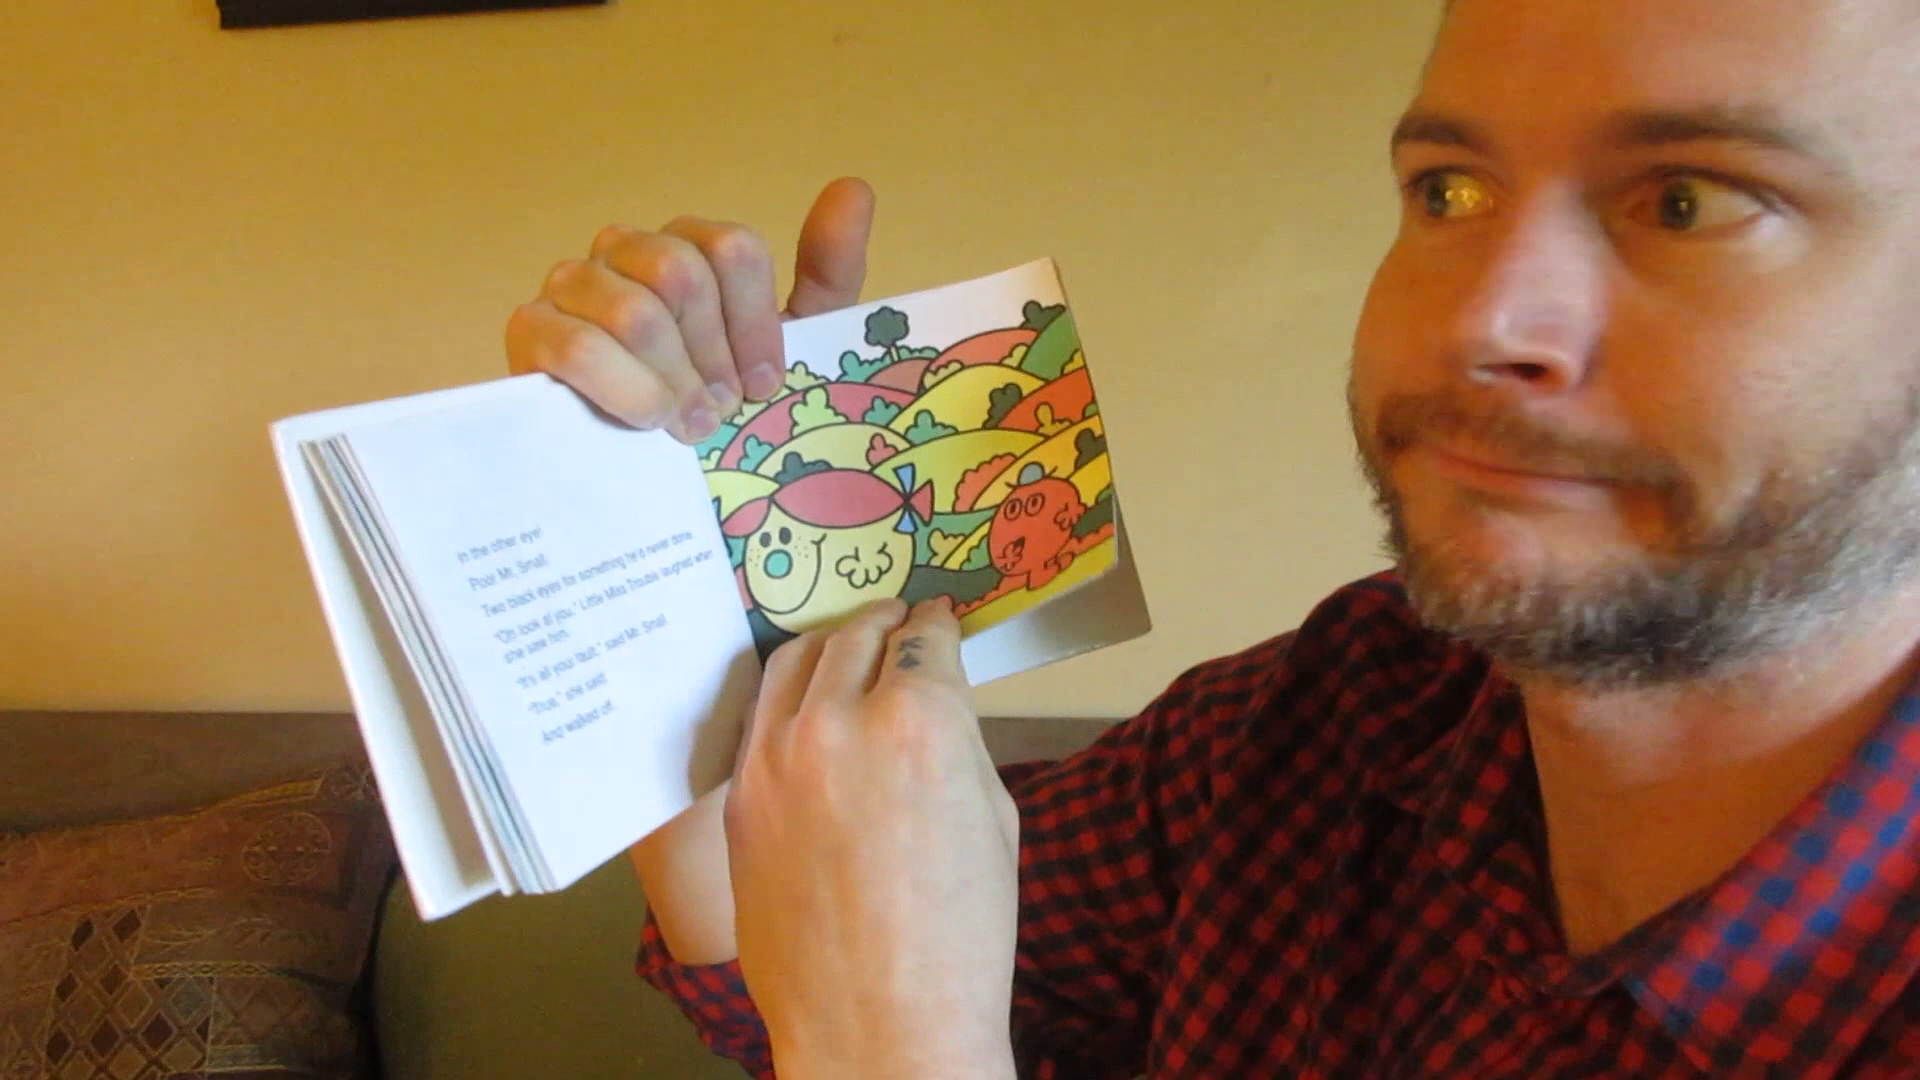 In the other eye!
Poor Mr. Small.
Two black eyes for something he'd never done.
"Oh look at you," Little Miss Trouble laughed when
she saw him.
"It's all your fault," said Mr. Small.
"True," she said.
And walked off.